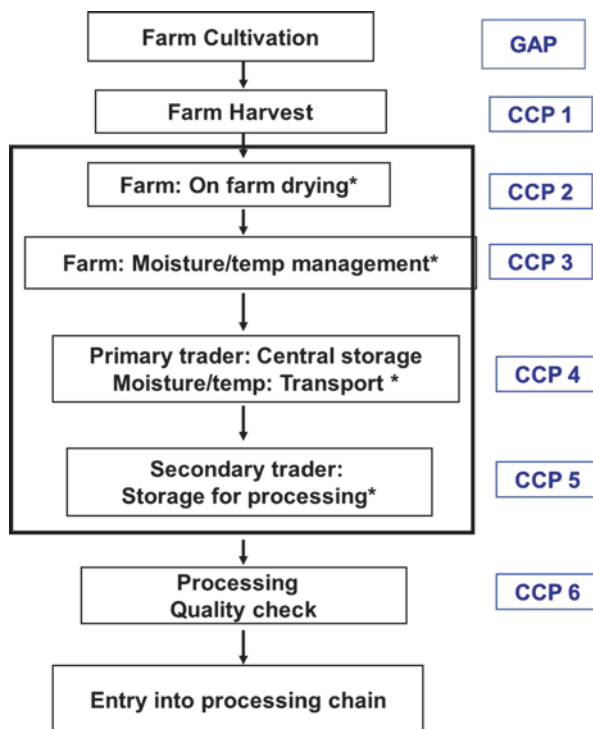 Farm Cultivation
GAP
Farm Harvest
CCP 1
Farm: On farm drying*
CCP 2
Farm: Moisture/temp management*
CCP 3
Primary trader: Central storage
Moisture/temp: Transport *
CCP 4
Secondary trader:
Storage for processing*
CCP 5
Processing
Quality check
CCP 6
Entry into processing chain